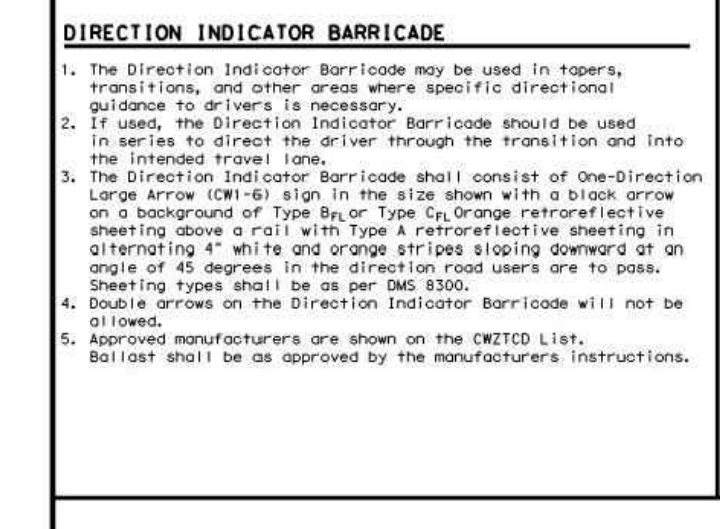 DIRECTION INDICATOR BARRICADE
1. The Direction Indicator Barricade may be used in tapers,
transitions, and other areas where specific directional
guidance to drivers is necessary.
2. If used, the Direction Indicator Barricade should be used
in series to direct the driver through the transition and into
the intended travel lane.
3. The Direction Indicator Barricade shall consist of One-Direction
Large Arrow (CW1-6) sign in the size shown with a black arrow
on a background of Type BFL or Type CFL Orange retroreflective
sheeting above a rail with Type A retroreflective sheeting in
alternating 4" white and orange stripes sloping downward at an
angle of 45 degrees in the direction road users are to pass.
Sheeting types shall be as per DMS 8300.
4. Double arrows on the Direction Indicator Barricade will not be
allowed.
5. Approved manufacturers are shown on the CWZTCD List.
Ballast shall be as approved by the manufacturers instructions.